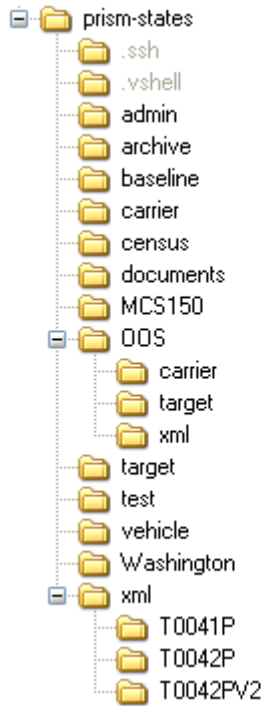 prism-states
.ssh
.vshell
admin
archive
baseline
carrier
census
documents
MCS150
OOS
carrier
target
xml
target
test
vehicle
Washington
xml
T0041P
T0042P
T0042PV2